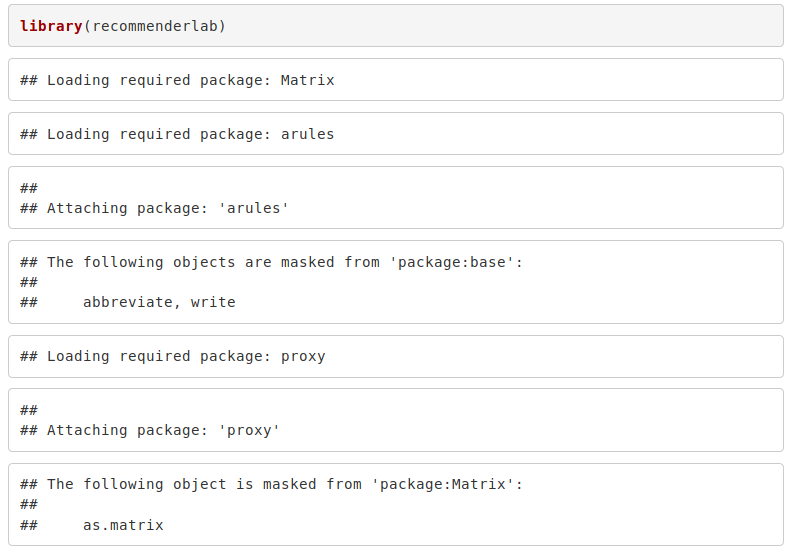 library(recommenderlab)
## Loading required package: Matrix
## Loading required package: arules
##
## Attaching package: 'arules'
## The following objects are masked from 'package:base':
##
##     abbreviate, write
## Loading required package: proxy
##
## Attaching package: 'proxy'
## The following object is masked from 'package:Matrix':
##
##     as.matrix